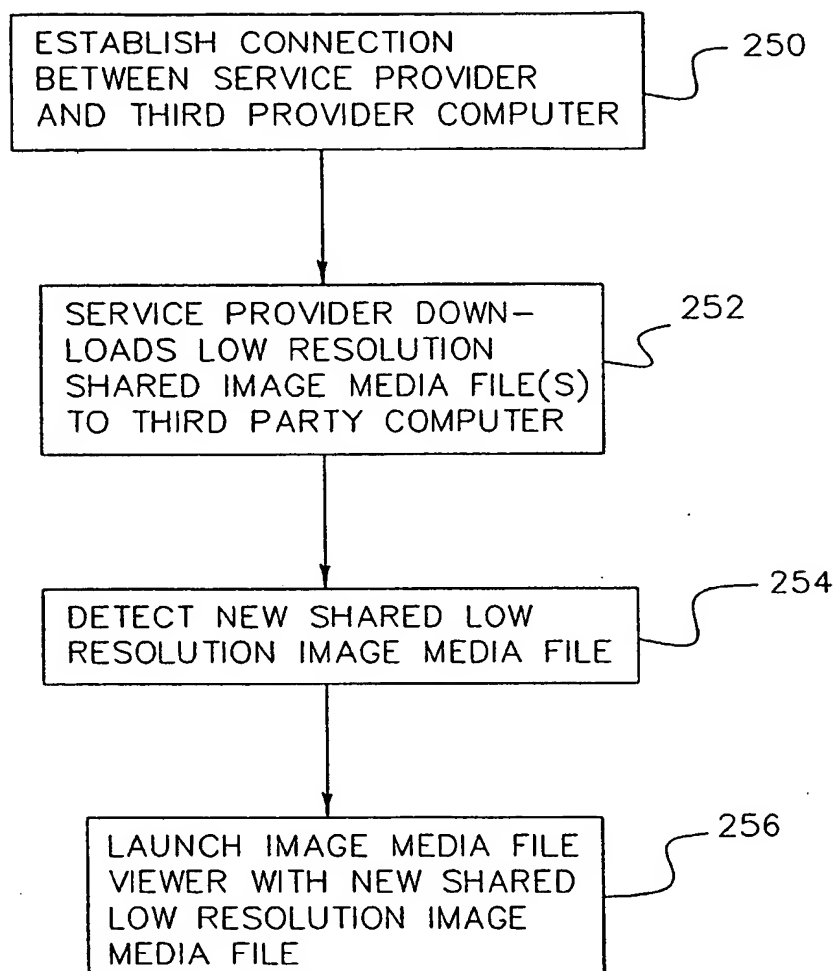 ESTABLISH CONNECTION
BETWEEN SERVICE PROVIDER
AND THIRD PROVIDER COMPUTER
250
SERVICE PROVIDER DOWN-
LOADS LOW RESOLUTION
SHARED IMAGE MEDIA FILE(S)
TO THIRD PARTY COMPUTER
252
DETECT NEW SHARED LOW
RESOLUTION IMAGE MEDIA FILE
254
LAUNCH IMAGE MEDIA FILE
VIEWER WITH NEW SHARED
LOW RESOLUTION IMAGE
MEDIA FILE
256